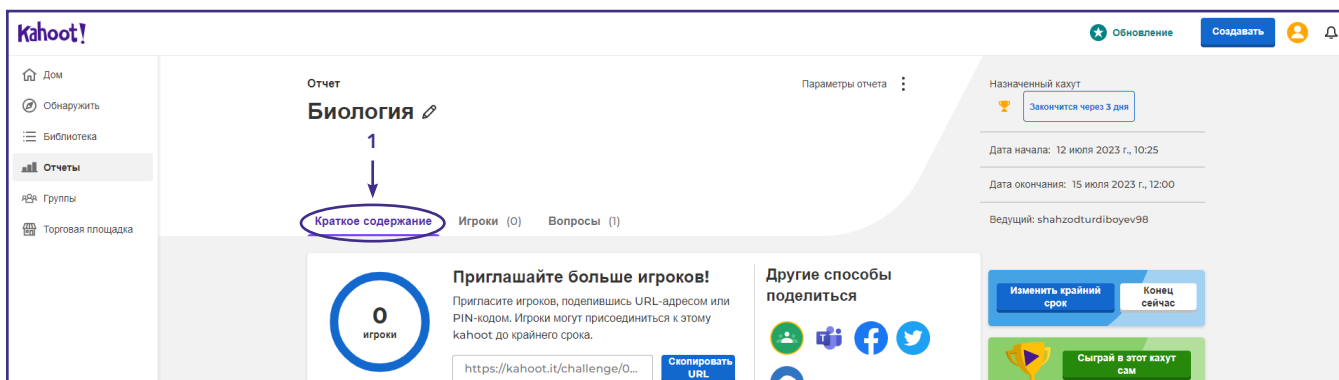 Kahoot!
Обновление
Создавать
Дом
Обнаружить
Библиотека
Отчеты
Группы
Торговая площадка
Отчет
Параметры отчета
Биология
1
Краткое содержание
Игроки (0)
Вопросы (1)
Назначенный кахут
Закончится через 3 дня
Дата начала: 12 июля 2023 г., 10:25
Дата окончания: 15 июля 2023 г., 12:00
Ведущий: shahzodturdiboyev98
0
игроки
Приглашайте больше игроков!
Пригласите игроков, поделившись URL-адресом или
PIN-кодом. Игроки могут присоединиться к этому
kahoot до крайнего срока.
https://kahoot.it/challenge/0...
Скопировать
URL
Другие способы
поделиться
Изменить крайний
срок
Конец
сейчас
Сыграй в этот кахут
сам